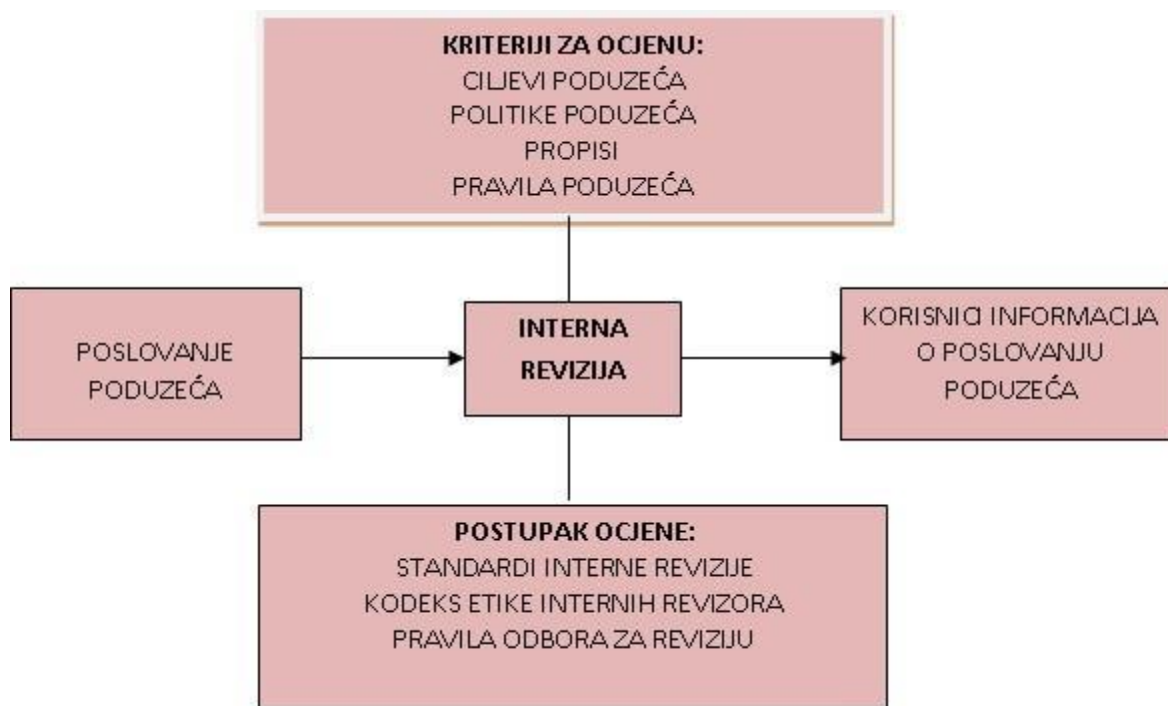 KRITERIJI ZA OCJENU:
CILJEVI PODUZEĆA
POLITIKE PODUZEĆA
PROPISI
PRAVILA PODUZEĆA
POSLOVANJE
PODUZEĆA
INTERNA
REVIZIJA
KORISNICI INFORMACIJA
O POSLOVANJU
PODUZEĆA
POSTUPAK OCJENE:
STANDARDI INTERNE REVIZIJE
KODEKS ETIKE INTERNIH REVIZORA
PRAVILA ODBORA ZA REVIZIJU